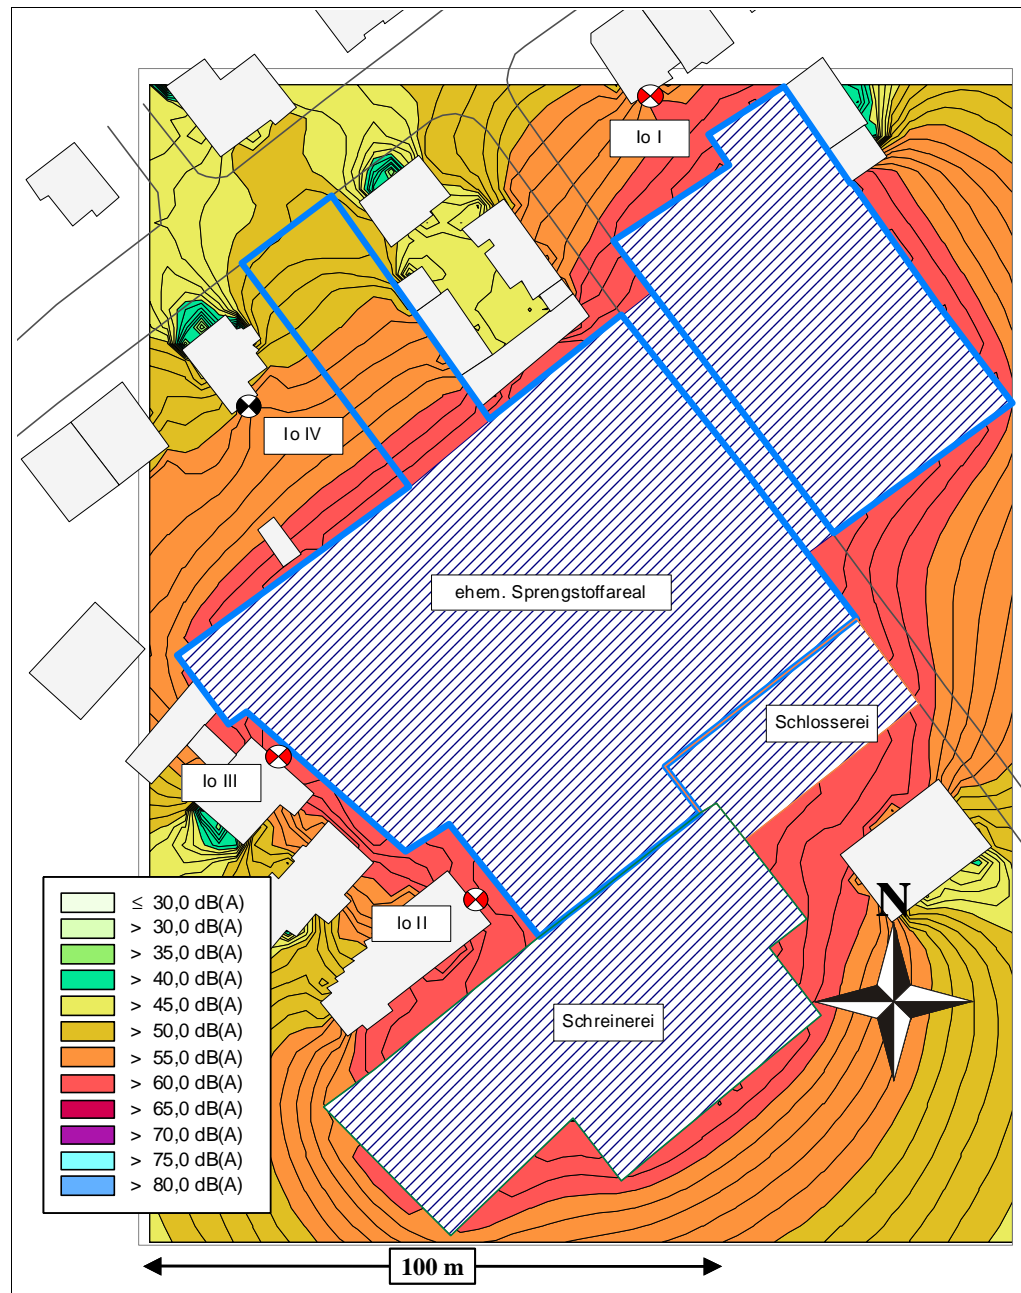 Io I
Io IV
ehem. Sprengstoffareal
Schlosserei
Io III
Io II
N
Schreinerei
≤ 30,0 dB(A)
> 30,0 dB(A)
> 35,0 dB(A)
> 40,0 dB(A)
> 45,0 dB(A)
> 50,0 dB(A)
> 55,0 dB(A)
> 60,0 dB(A)
> 65,0 dB(A)
> 70,0 dB(A)
> 75,0 dB(A)
> 80,0 dB(A)
100 m